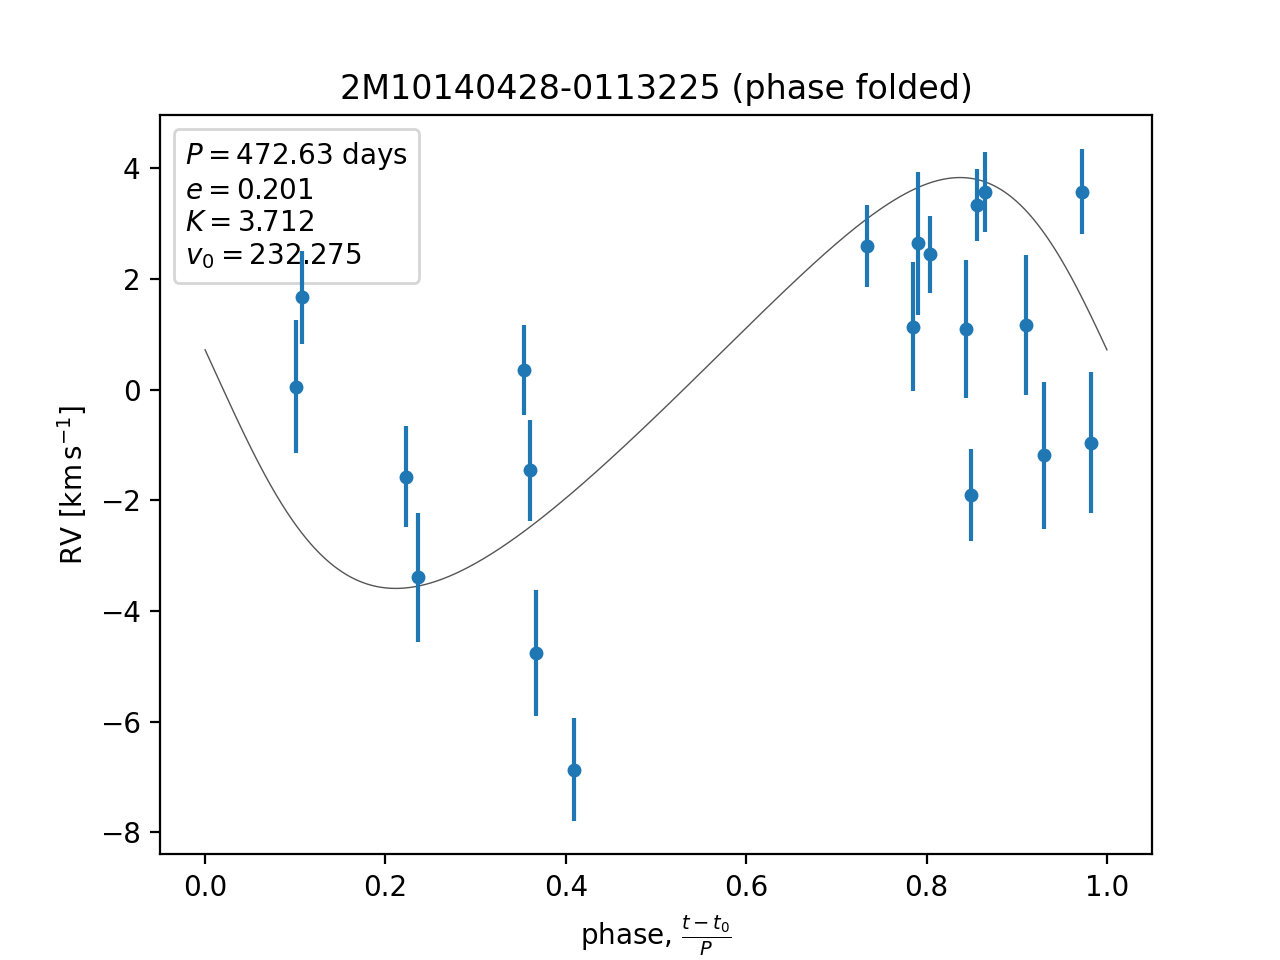 2M10140428-0113225 (phase folded)
P = 472.63 days
e = 0.201
K = 3.712
v₀ = 232.275
4
2
0
−2
−4
−6
−8
RV [km s⁻¹]
0.0 0.2 0.4 0.6 0.8 1.0
phase, (t − t₀)/P